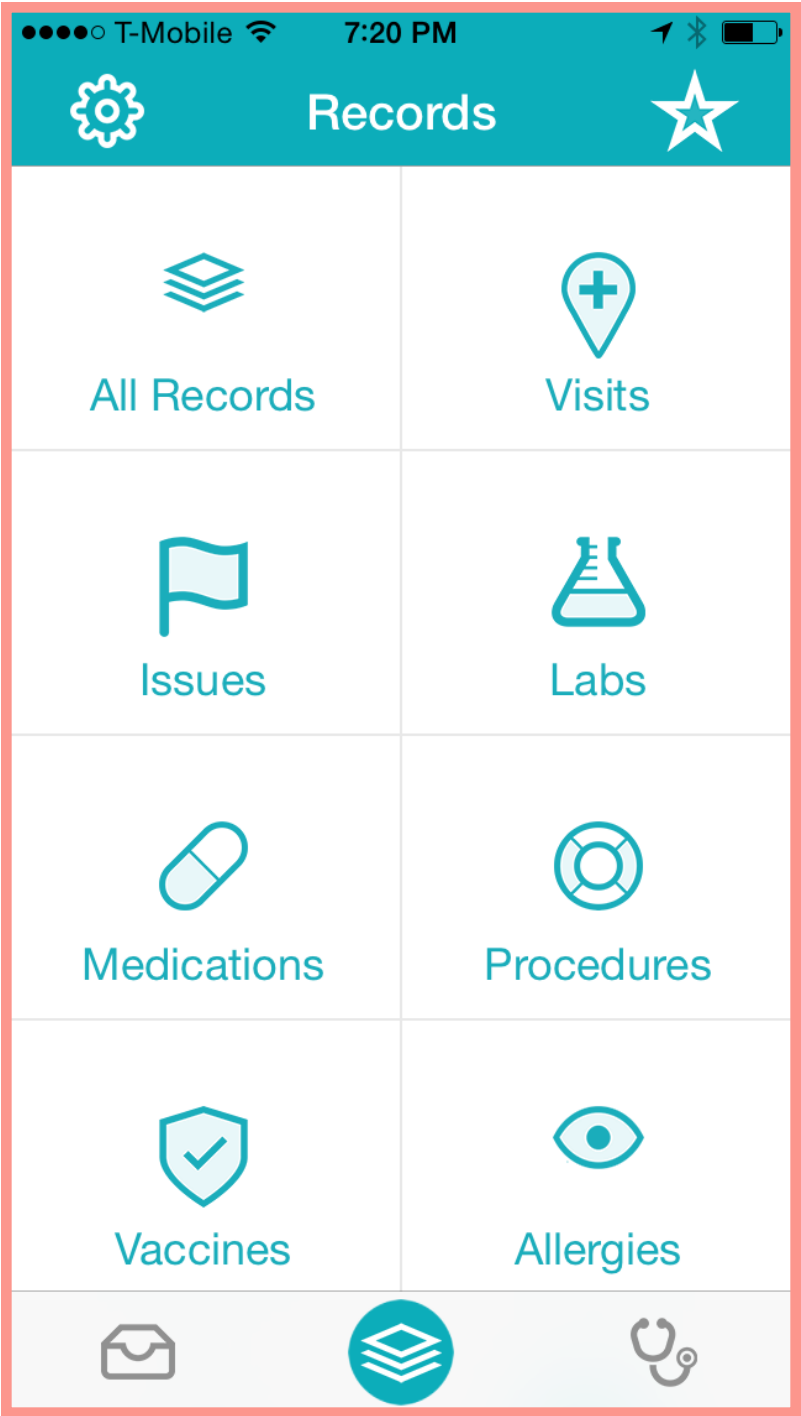 T-Mobile 7:20 PM
Records
All Records Visits
Issues Labs
Medications Procedures
Vaccines Allergies